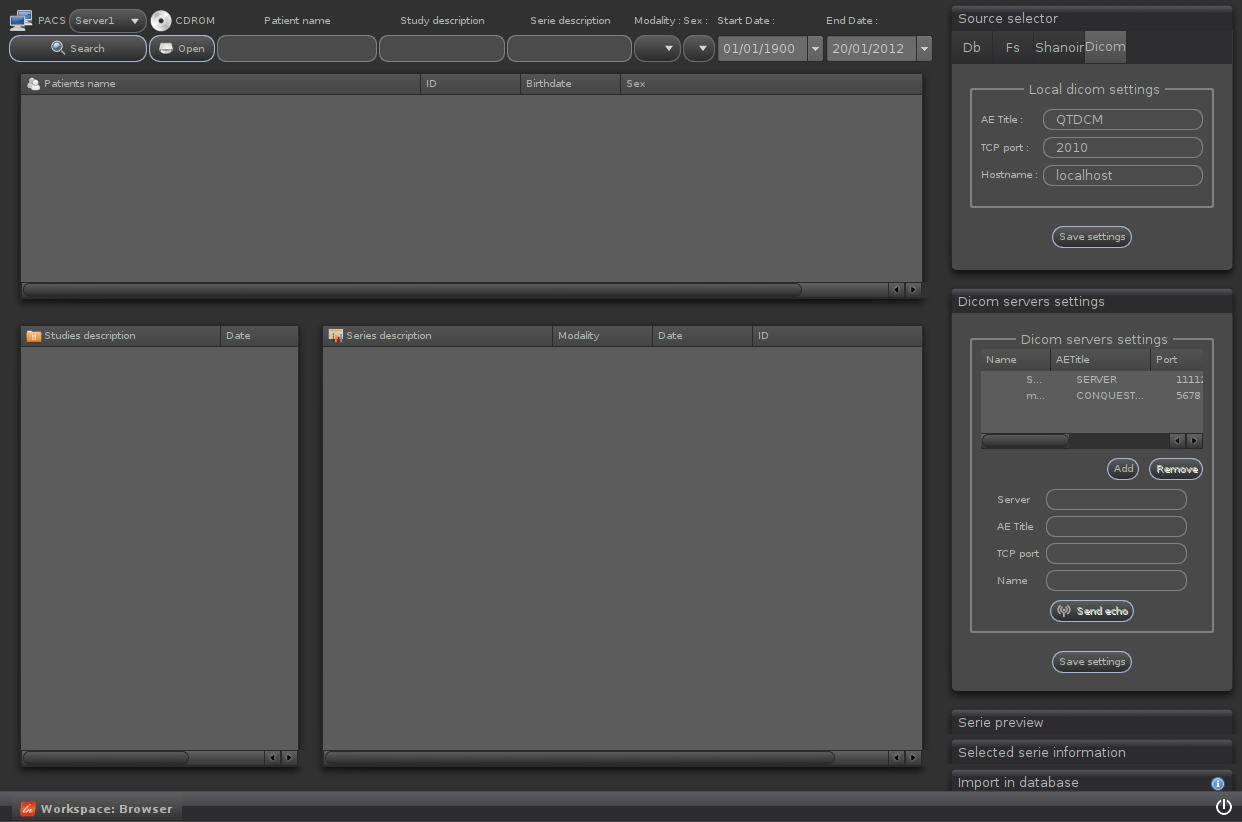 PACS Server1 CDROM Patient name Study description Serie description Modality : Sex : Start Date : End Date :
Search Open 01/01/1900 20/01/2012
Patients name ID Birthdate Sex
Studies description Date
Series description Modality Date ID
Source selector
Db Fs Shanoir Dicom
Local dicom settings
AE Title : QTDCM
TCP port : 2010
Hostname : localhost
Save settings
Dicom servers settings
Dicom servers settings
Name AETitle Port
S... SERVER 11112
m... CONQUEST... 5678
Add Remove
Server
AE Title
TCP port
Name
Send echo
Save settings
Serie preview
Selected serie information
Import in database
Workspace: Browser